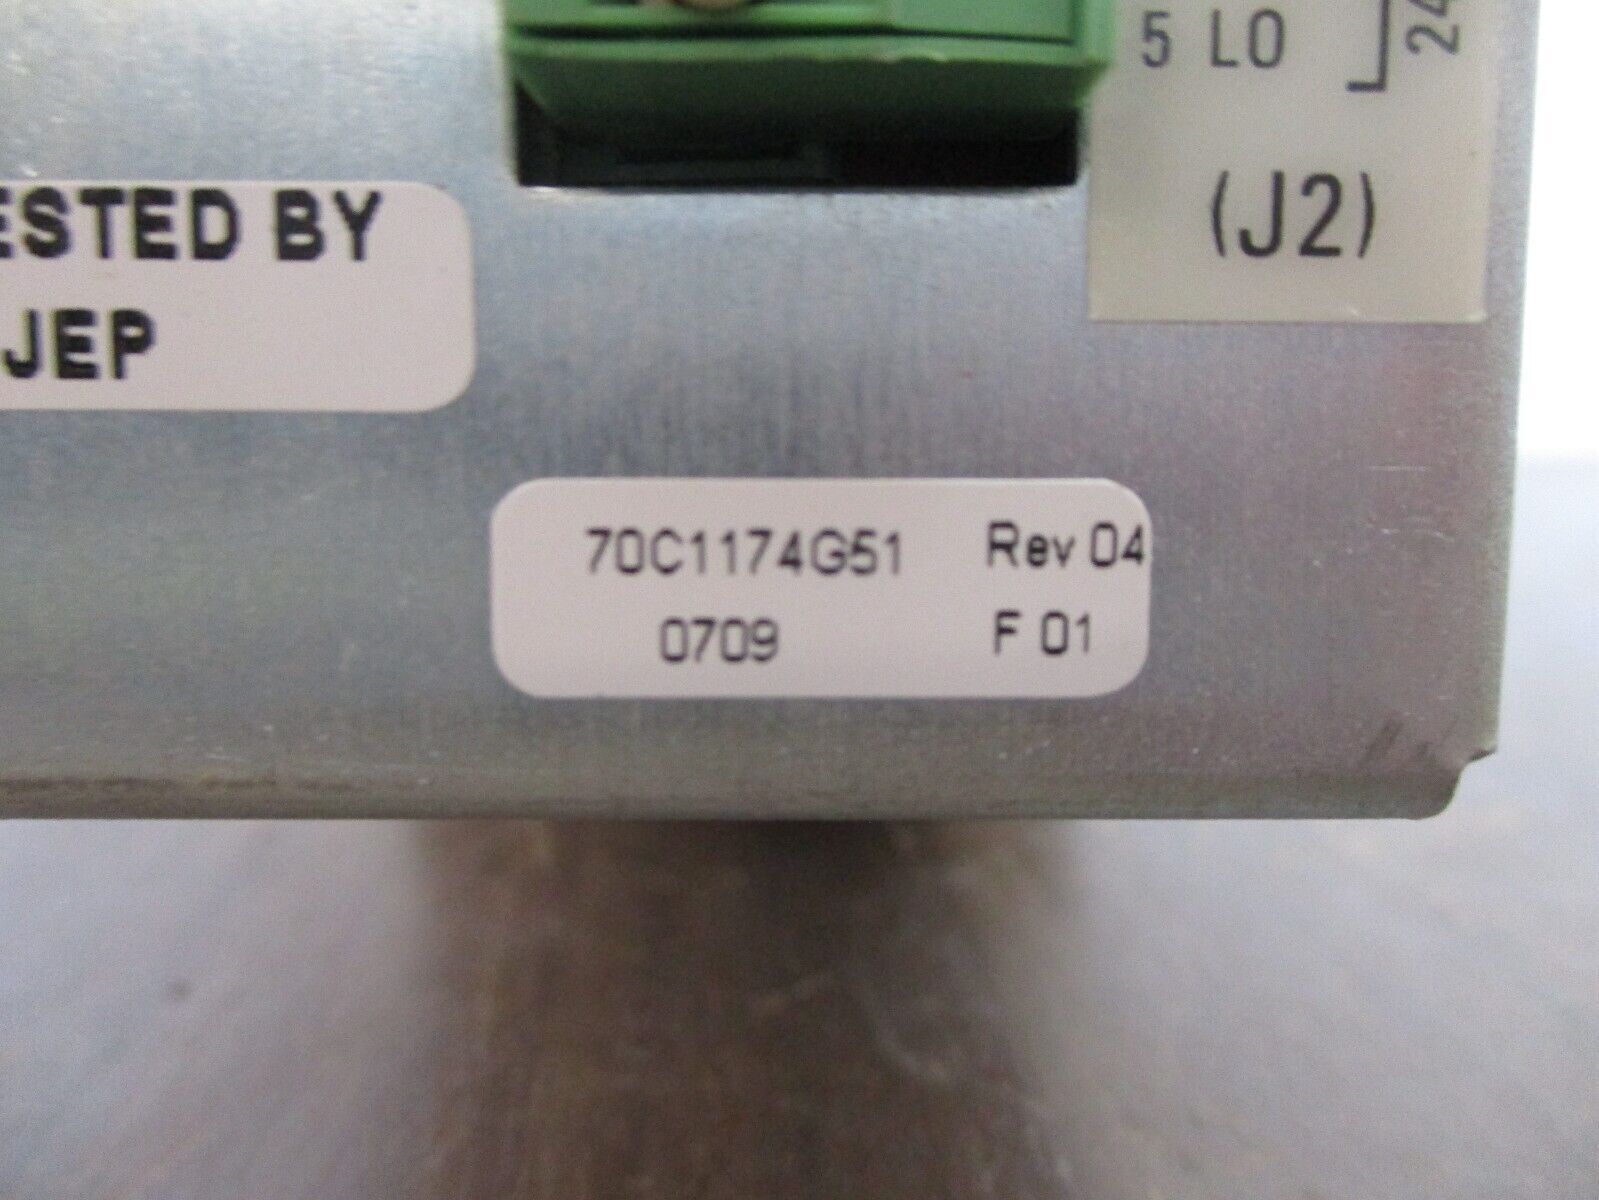 5 LO
24
(J2)
ESTED BY
JEP
70C1174G51 Rev 04
0709 F 01